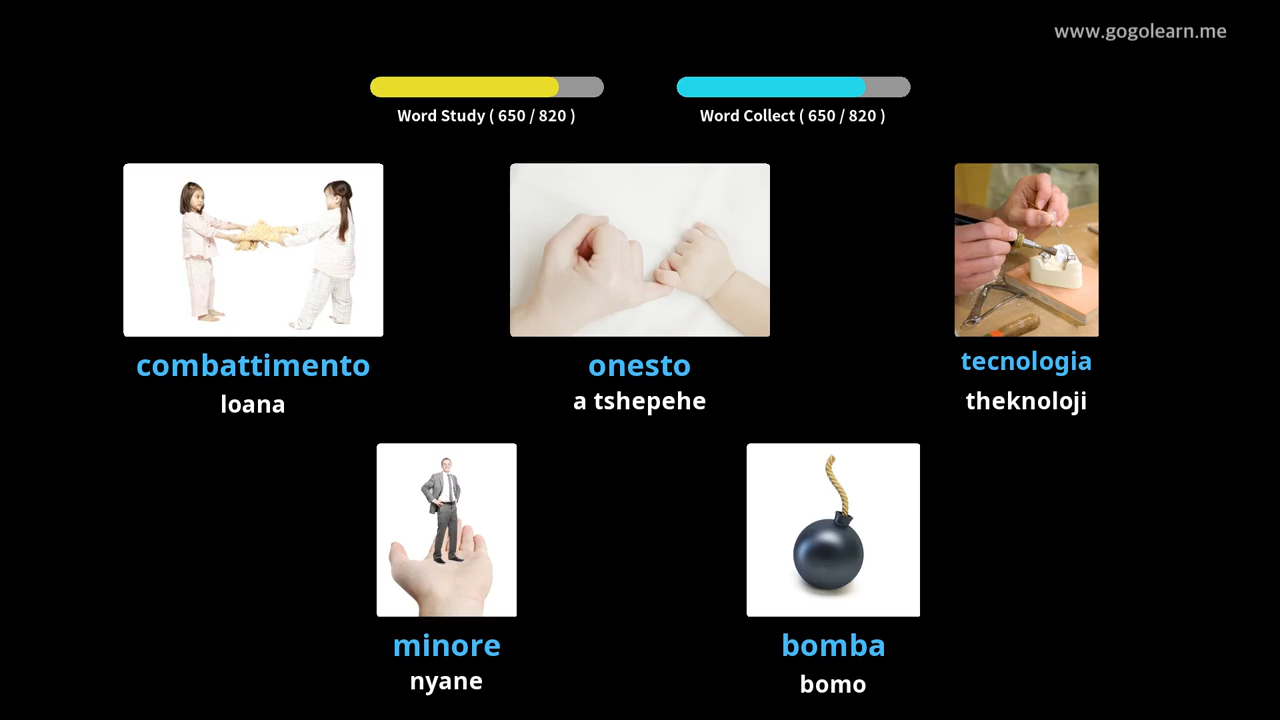 www.gogolearn.me
Word Study ( 650 / 820 )
Word Collect ( 650 / 820 )
combattimento
loana
onesto
a tshepehe
tecnologia
theknoloji
minore
nyane
bomba
bomo